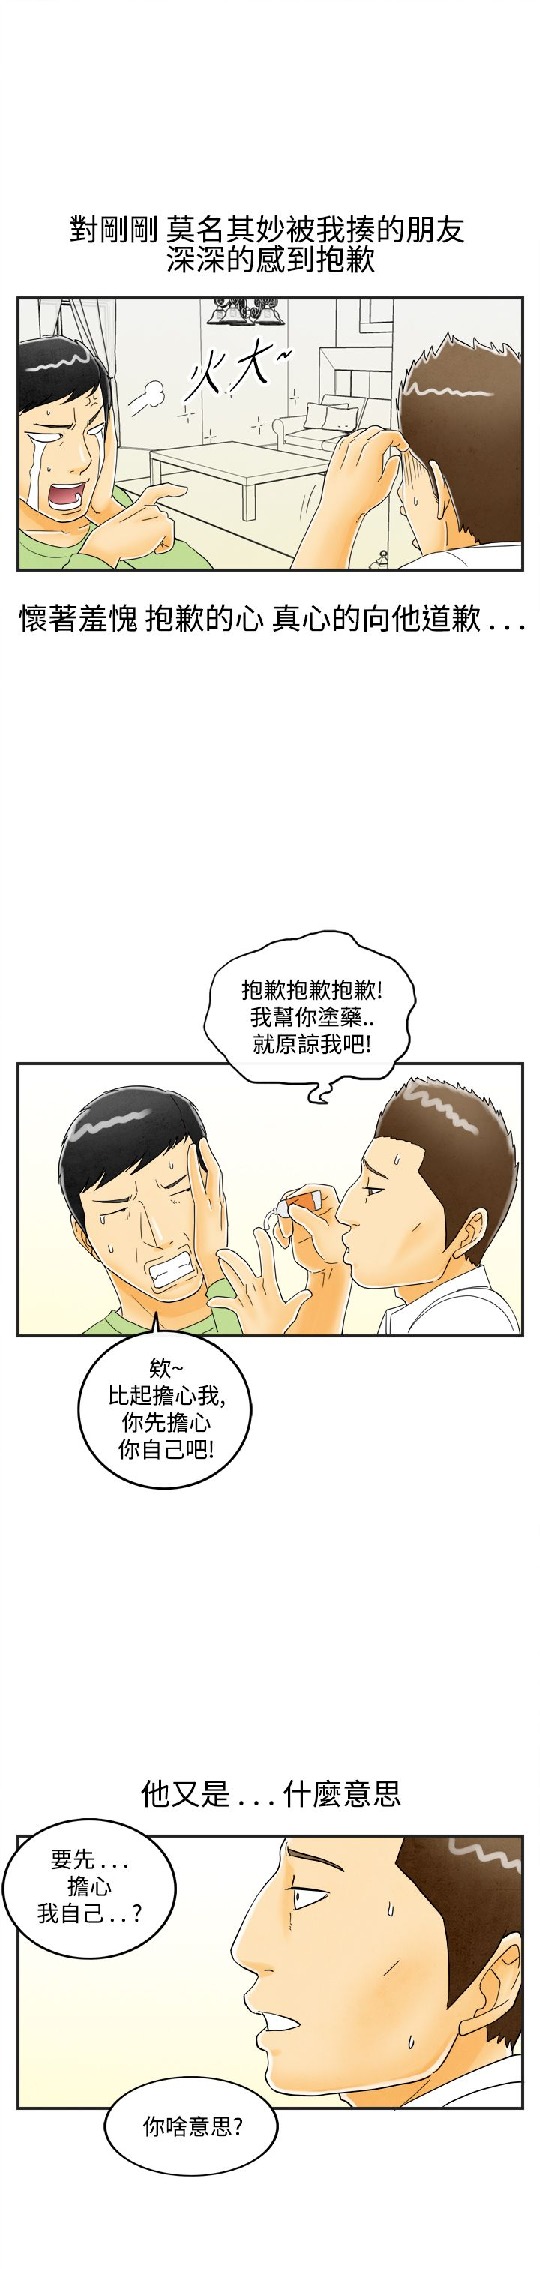 對剛剛 莫名其妙被我揍的朋友
深深的感到抱歉
火大~
懷著羞愧 抱歉的心 真心的向他道歉...
抱歉抱歉抱歉!
我幫你塗藥..
就原諒我吧!
欸~
比起擔心我,
你先擔心
你自己吧!
他又是...什麼意思
要先...
擔心
我自己..?
你啥意思?